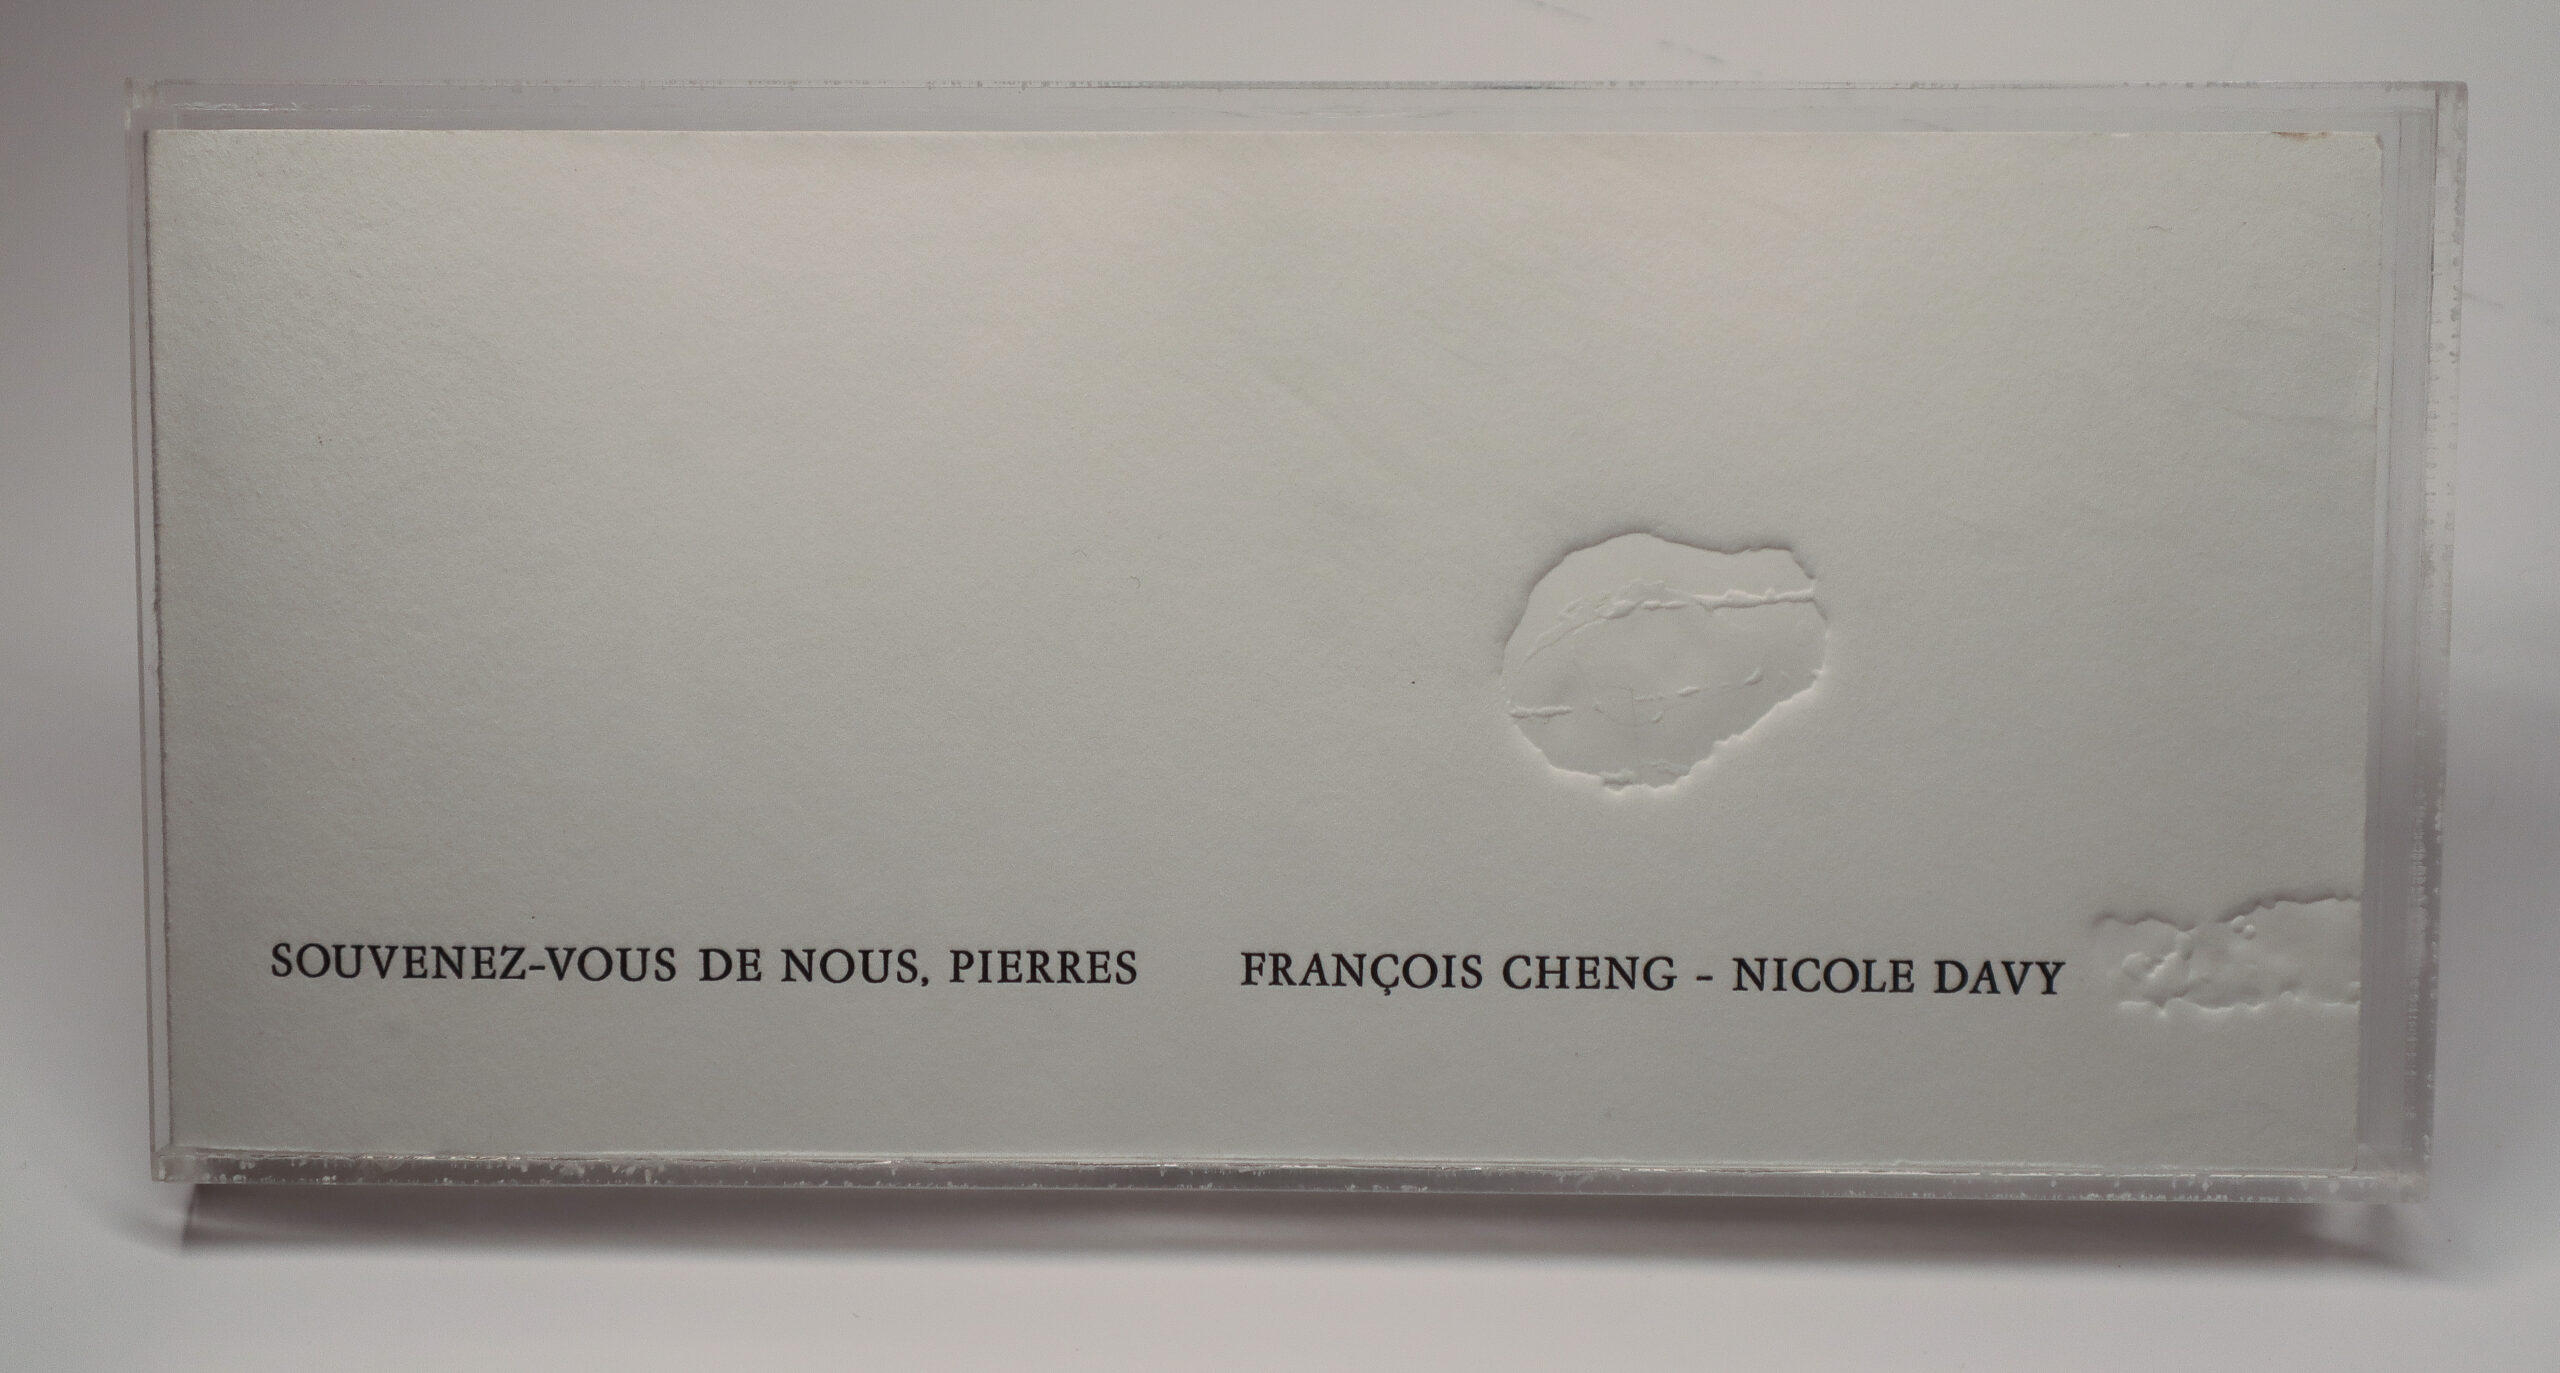 SOUVENEZ-VOUS DE NOUS, PIERRES FRANÇOIS CHENG - NICOLE DAVY